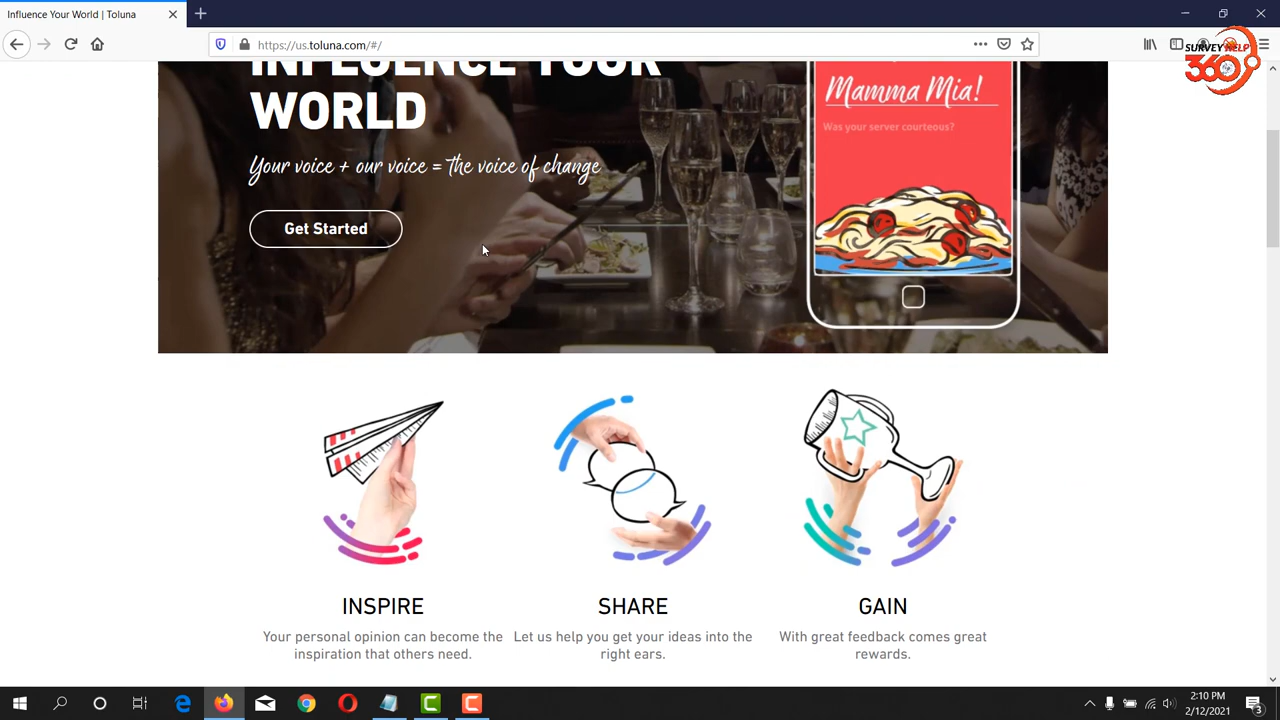 Influence Your World | Toluna
https://us.toluna.com/#/
SURVEY HELP
360
INFLUENCE YOUR
WORLD
Your voice + our voice = the voice of change
Get Started
Mamma Mia!
Was your server courteous?
INSPIRE
Your personal opinion can become the
inspiration that others need.
SHARE
Let us help you get your ideas into the
right ears.
GAIN
With great feedback comes great
rewards.
2:10 PM
2/12/2021
3